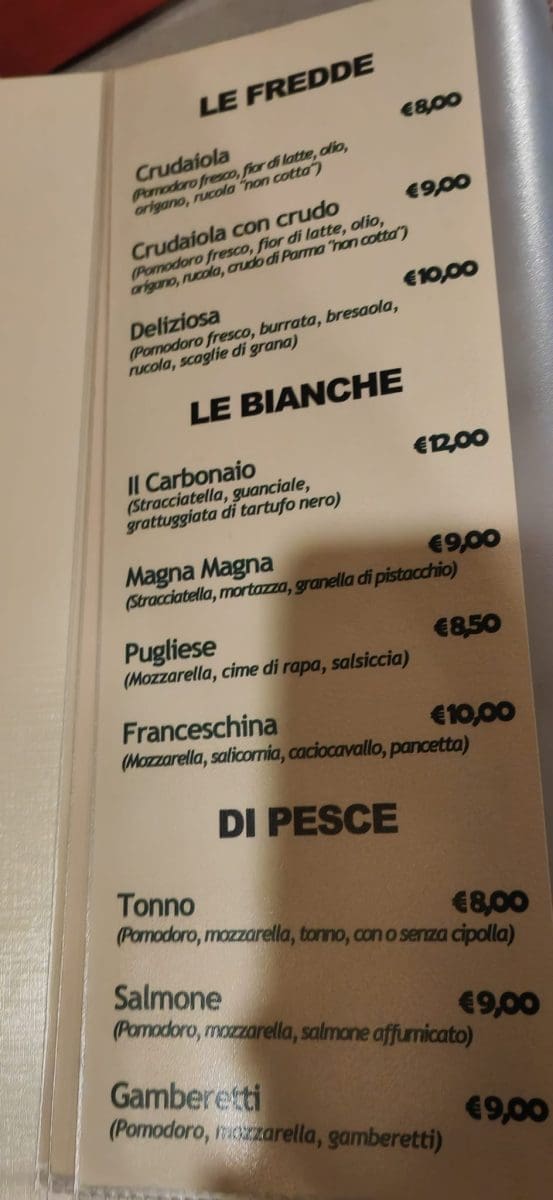 LE FREDDE
Crudaiola €8,00
(Pomodoro fresco, fior di latte, olio,
origano, rucola "non cotta")
Crudaiola con crudo €9,00
(Pomodoro fresco, fior di latte, olio,
origano, rucola, crudo di Parma "non cotta")
Deliziosa €10,00
(Pomodoro fresco, burrata, bresaola,
rucola, scaglie di grana)
LE BIANCHE
Il Carbonaio €12,00
(Stracciatella, guanciale,
grattuggiata di tartufo nero)
Magna Magna €9,00
(Stracciatella, mortazza, granella di pistacchio)
Pugliese €8,50
(Mozzarella, cime di rapa, salsiccia)
Franceschina €10,00
(Mozzarella, salicornia, caciocavallo, pancetta)
DI PESCE
Tonno €8,00
(Pomodoro, mozzarella, tonno, con o senza cipolla)
Salmone €9,00
(Pomodoro, mozzarella, salmone affumicato)
Gamberetti €9,00
(Pomodoro, mozzarella, gamberetti)